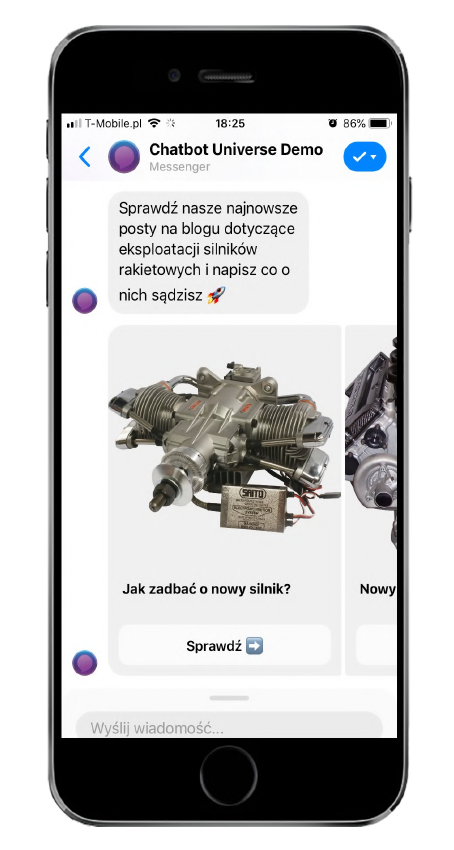 T-Mobile.pl 18:25 86%
Chatbot Universe Demo
Messenger
Sprawdź nasze najnowsze
posty na blogu dotyczące
eksploatacji silników
rakietowych i napisz co o
nich sądzisz 🚀
SAITO
Jak zadbać o nowy silnik?
Nowy
Sprawdź ➡️
Wyślij wiadomość...